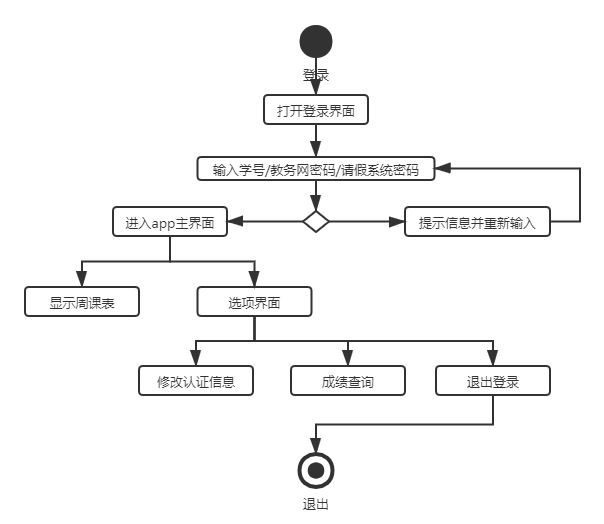 登录
打开登录界面
输入学号/教务网密码/请假系统密码
进入app主界面
提示信息并重新输入
显示周课表
选项界面
修改认证信息
成绩查询
退出登录
退出